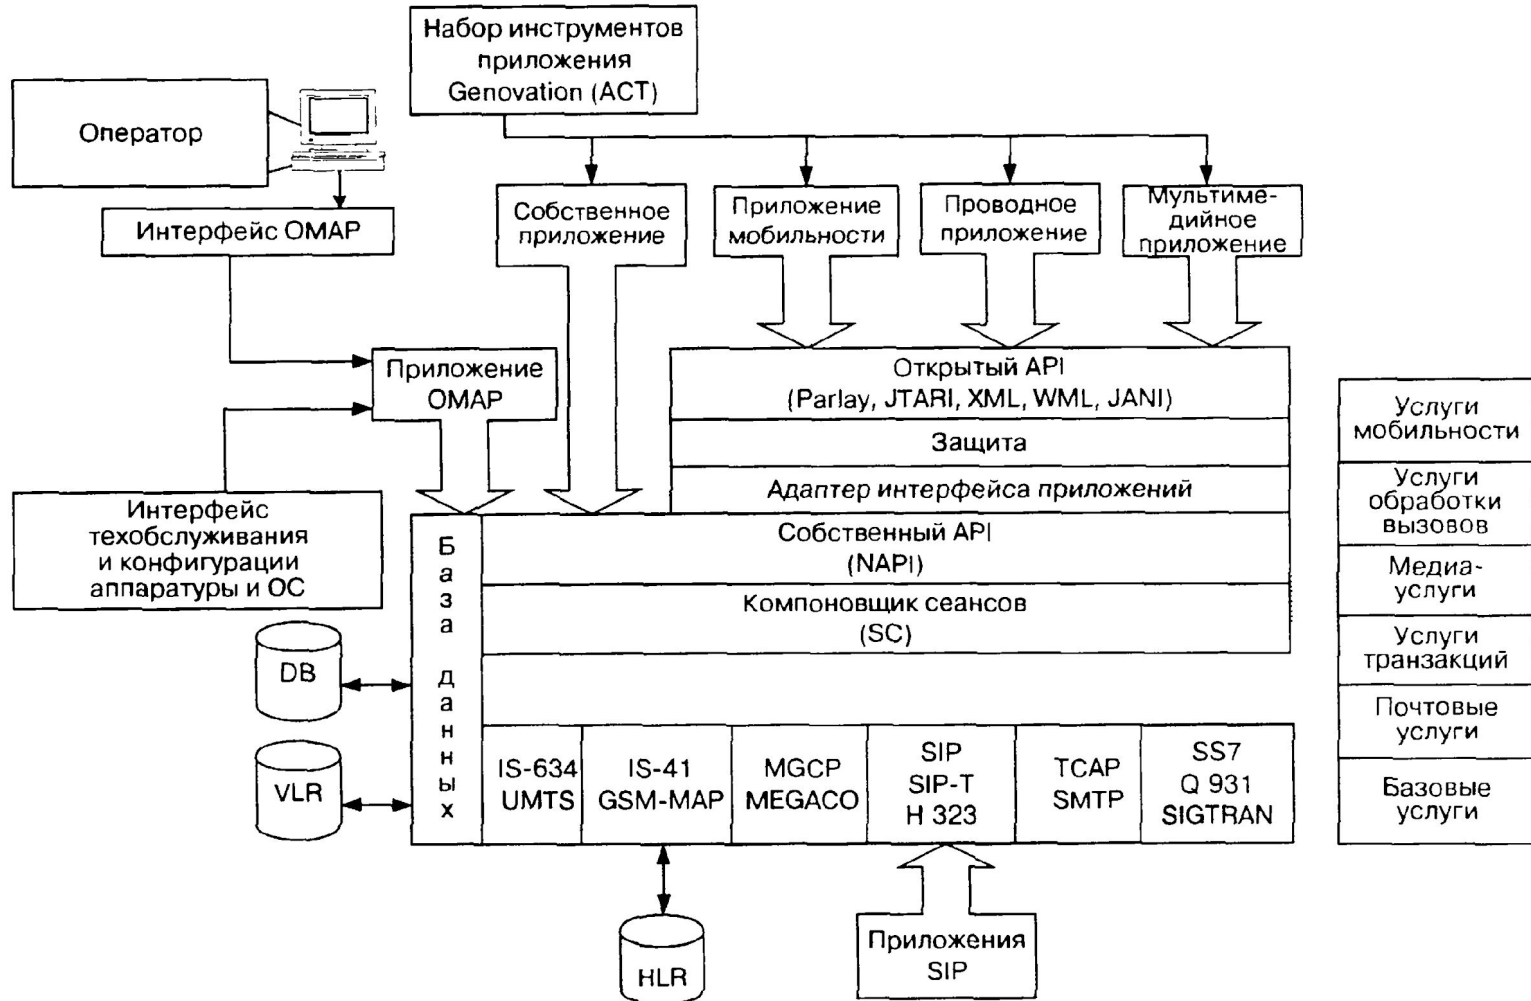 Набор инструментов
приложения
Genovation (ACT)
Оператор
Интерфейс OMAP
Собственное
приложение
Приложение
мобильности
Проводное
приложение
Мультиме-
дийное
приложение
Приложение
OMAP
Открытый API
(Parlay, JTARI, XML, WML, JANI)
Защита
Адаптер интерфейса приложений
Интерфейс
техобслуживания
и конфигурации
аппаратуры и ОС
База данных
Собственный API
(NAPI)
Компоновщик сеансов
(SC)
DB
VLR
IS-634
UMTS
IS-41
GSM-MAP
MGCP
MEGACO
SIP
SIP-T
H 323
TCAP
SMTP
SS7
Q 931
SIGTRAN
HLR
Приложения
SIP
Услуги
мобильности
Услуги
обработки
вызовов
Медиа-
услуги
Услуги
транзакций
Почтовые
услуги
Базовые
услуги